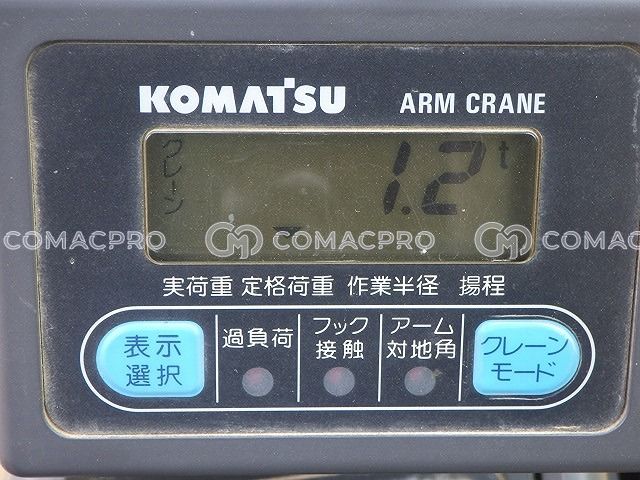 KOMATSU ARM CRANE
クレーン 1.2 t
COMACPRO COMACPRO COMACPRO
実荷重 定格荷重 作業半径 揚程
表示選択 過負荷 フック接触 アーム対地角 クレーンモード